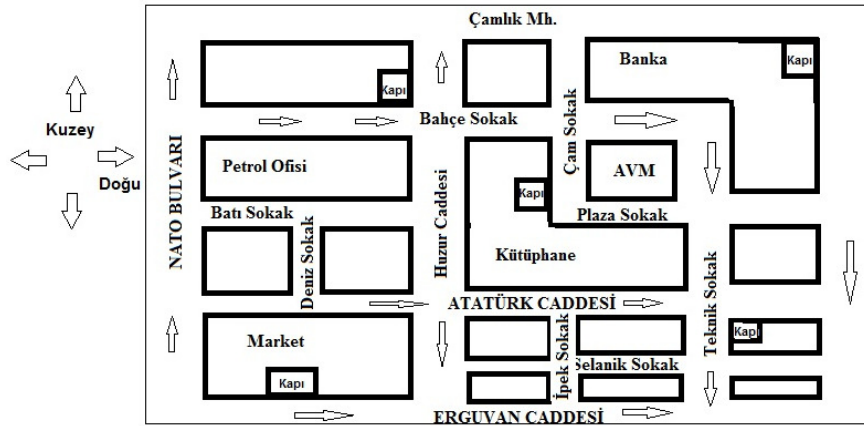 Çamlık Mh.
Banka
Kapı
Kapı
Kuzey
Doğu
Bahçe Sokak
Çam Sokak
NATO BULVARI
Petrol Ofisi
AVM
Huzur Caddesi
Kapı
Batı Sokak
Plaza Sokak
Deniz Sokak
Kütüphane
ATATÜRK CADDESİ
Teknik Sokak
Market
Kapı
İpek Sokak
Kapı
Selanik Sokak
ERGUVAN CADDESİ